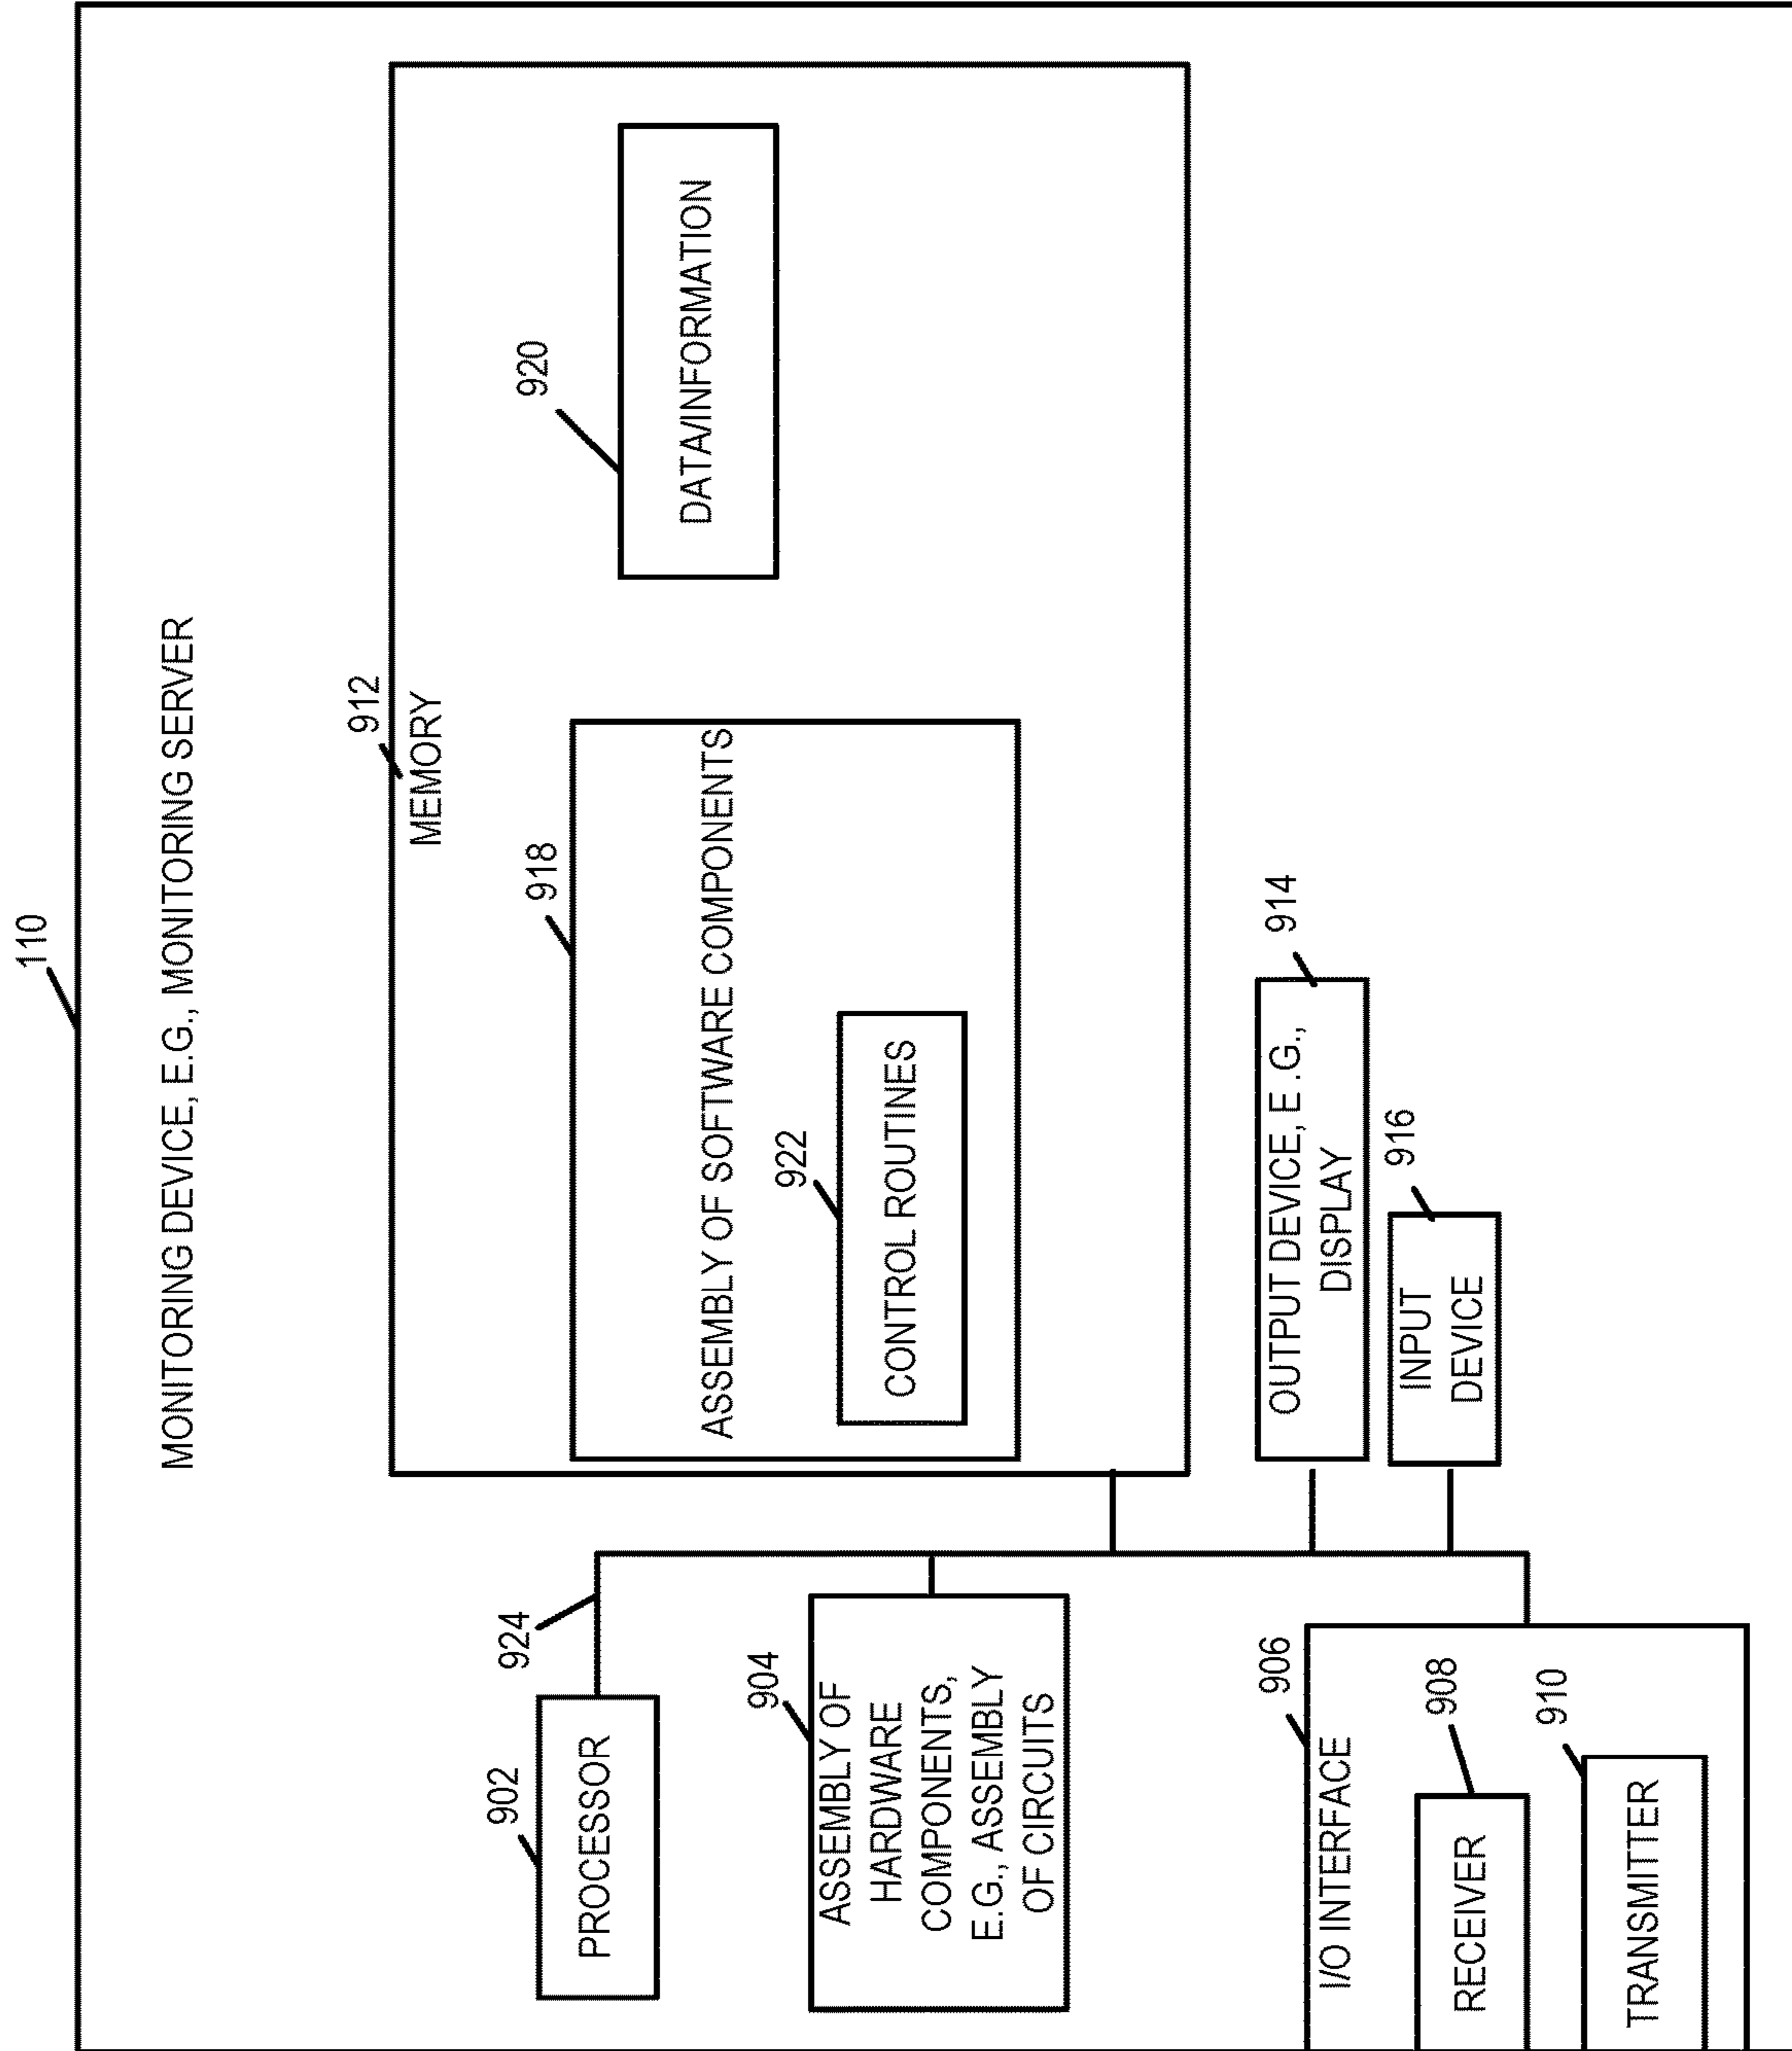 110
MONITORING DEVICE, E.G., MONITORING SERVER
902
PROCESSOR
924
904
ASSEMBLY OF
HARDWARE
COMPONENTS,
E.G., ASSEMBLY
OF CIRCUITS
906
I/O INTERFACE
908
RECEIVER
910
TRANSMITTER
912
MEMORY
918
ASSEMBLY OF SOFTWARE COMPONENTS
922
CONTROL ROUTINES
920
DATA/INFORMATION
914
OUTPUT DEVICE, E .G.,
DISPLAY
916
INPUT
DEVICE